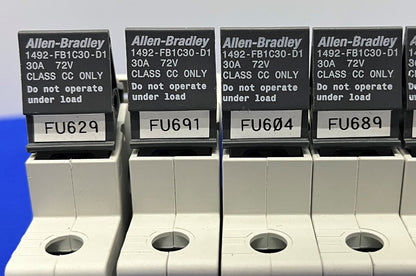 Allen-Bradley
1492-FB1C30-D1
30A 72V
CLASS CC ONLY
Do not operate
under load
FU629
Allen-Bradley
1492-FB1C30-D1
30A 72V
CLASS CC ONLY
Do not operate
under load
FU691
Allen-Bradley
1492-FB1C30-D1
30A 72V
CLASS CC ONLY
Do not operate
under load
FU604
Allen-Bradley
1492-FB1C30-D1
30A 72V
CLASS CC ONLY
Do not operate
under load
FU689